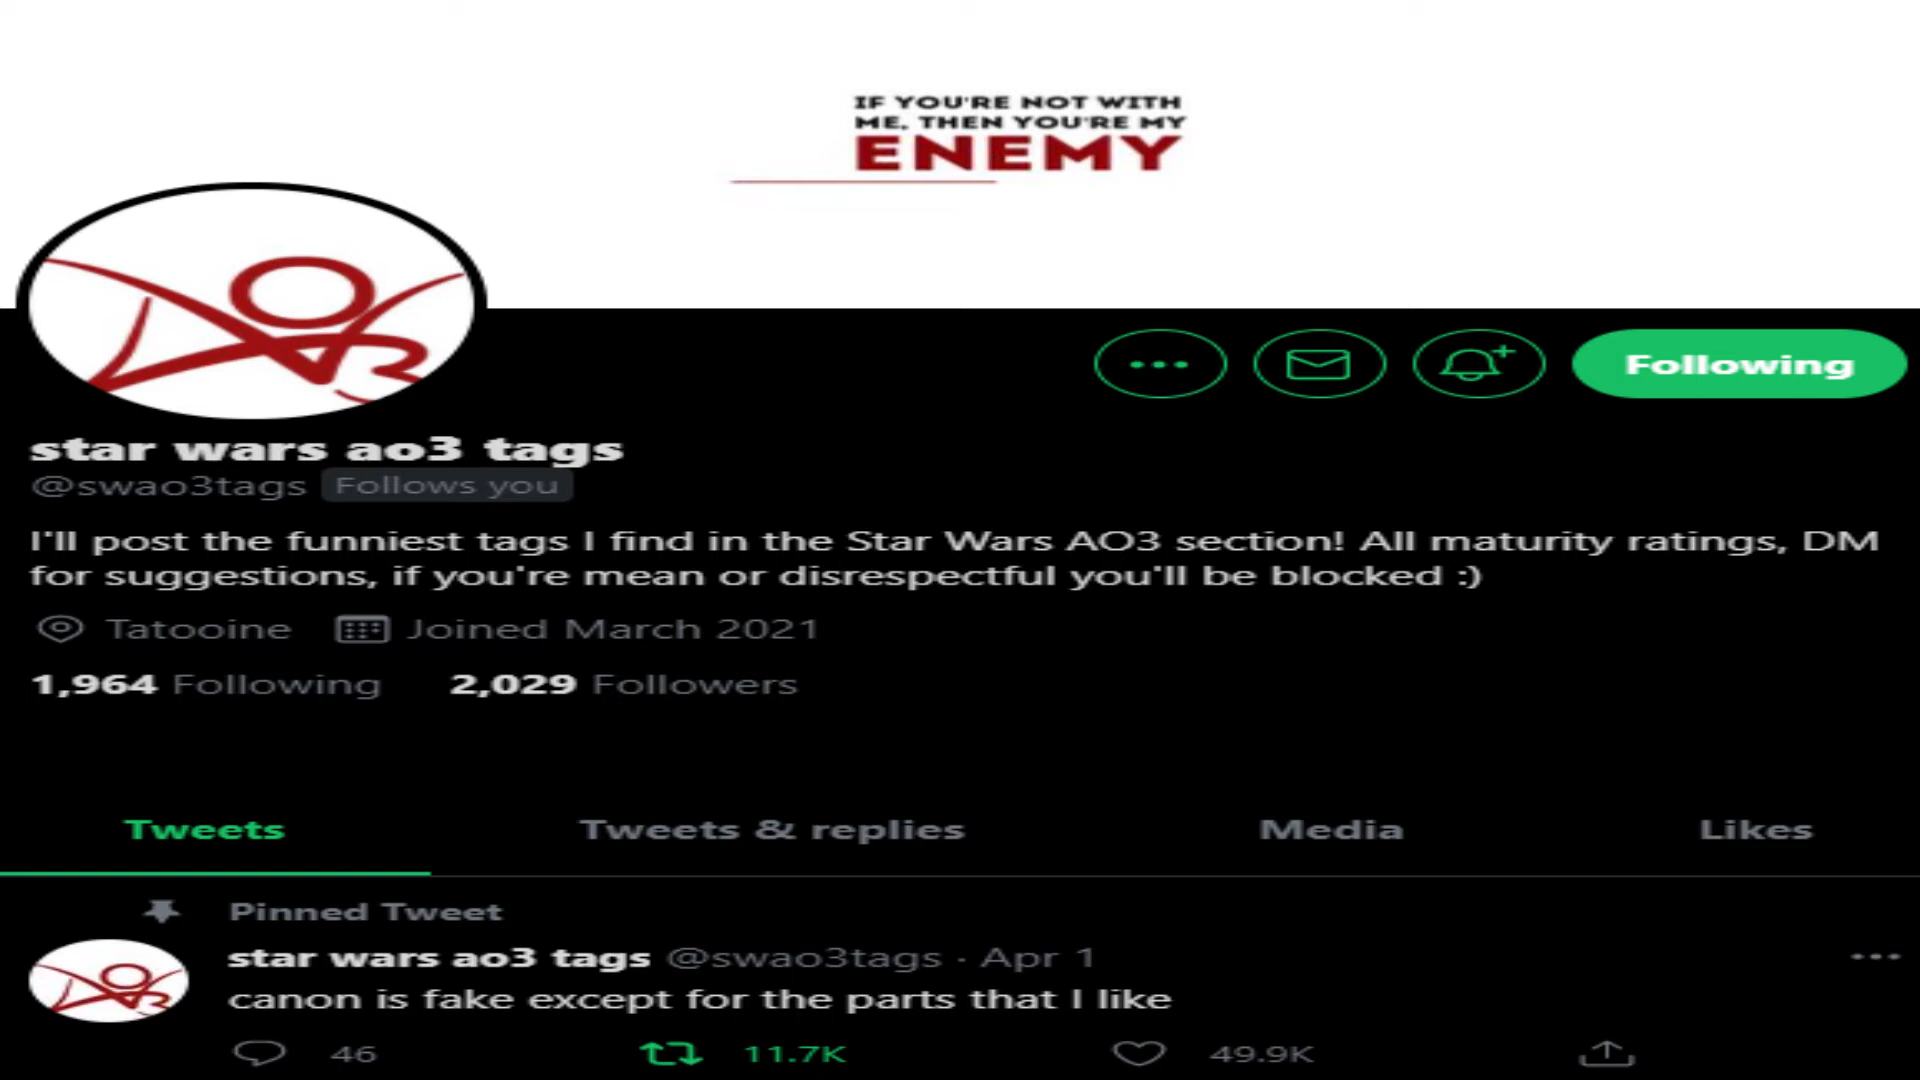 IF YOU'RE NOT WITH
ME, THEN YOU'RE MY
ENEMY
Following
star wars ao3 tags
@swao3tags Follows you
I'll post the funniest tags I find in the Star Wars AO3 section! All maturity ratings, DM
for suggestions, if you're mean or disrespectful you'll be blocked :)
Tatooine Joined March 2021
1,964 Following 2,029 Followers
Tweets Tweets & replies Media Likes
Pinned Tweet
star wars ao3 tags @swao3tags · Apr 1
canon is fake except for the parts that I like
46 11.7K 49.9K